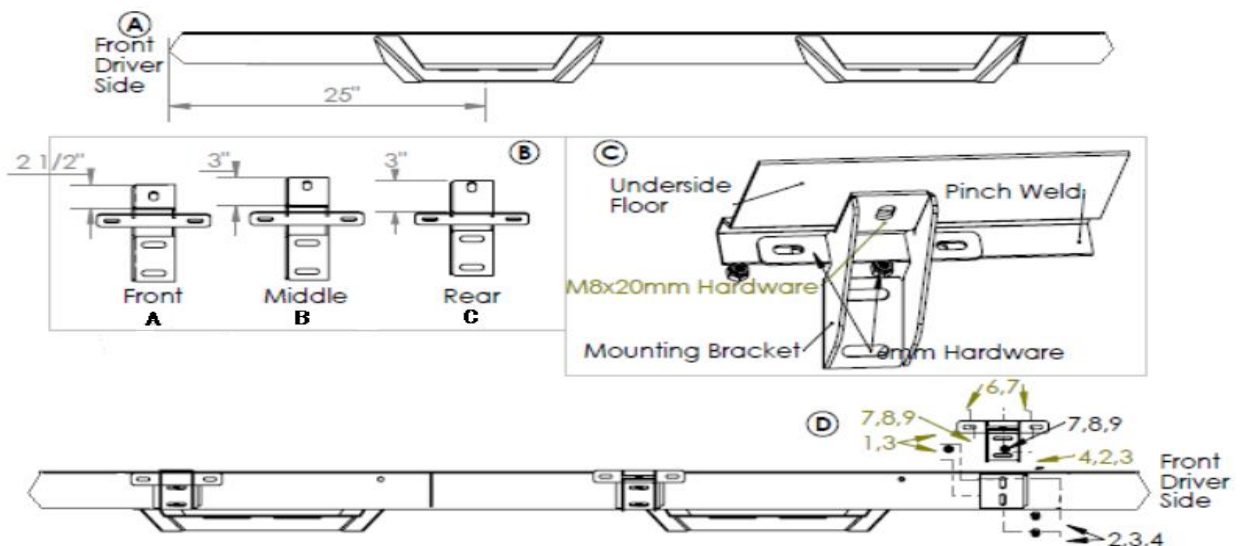 A
Front
Driver
Side
25"
B
2 1/2"
3"
3"
Front
Middle
Rear
A
B
C
C
Underside
Floor
Pinch Weld
M8x20mm Hardware
Mounting Bracket
mm Hardware
D
6,7
7,8,9
7,8,9
1,3
4,2,3
Front
Driver
Side
2,3,4